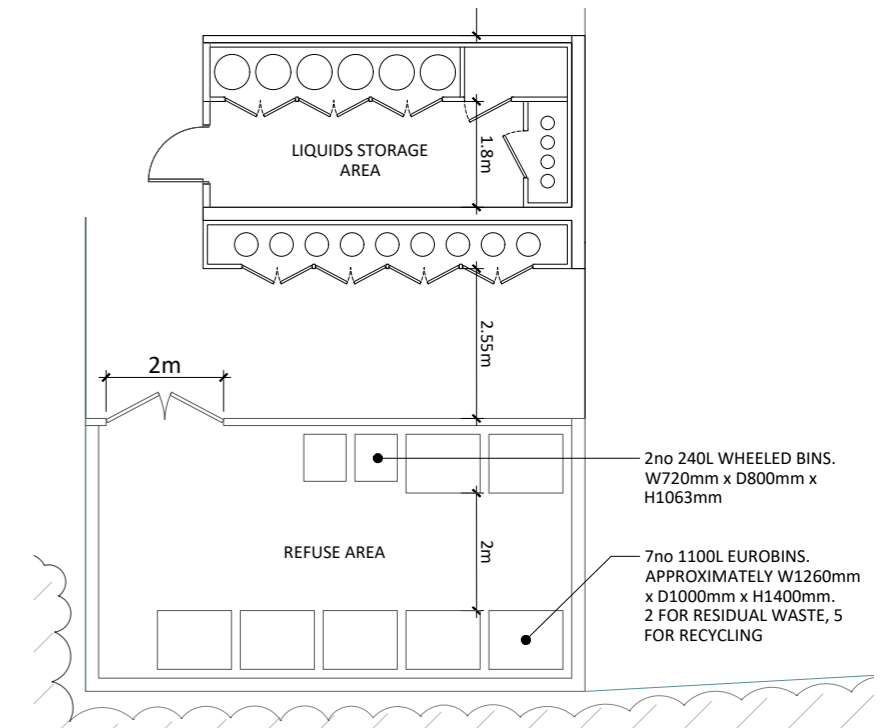 LIQUIDS STORAGE
AREA
1.8m
2.55m
2m
2no 240L WHEELED BINS.
W720mm x D800mm x
H1063mm
REFUSE AREA
2m
7no 1100L EUROBINS.
APPROXIMATELY W1260mm
x D1000mm x H1400mm.
2 FOR RESIDUAL WASTE, 5
FOR RECYCLING